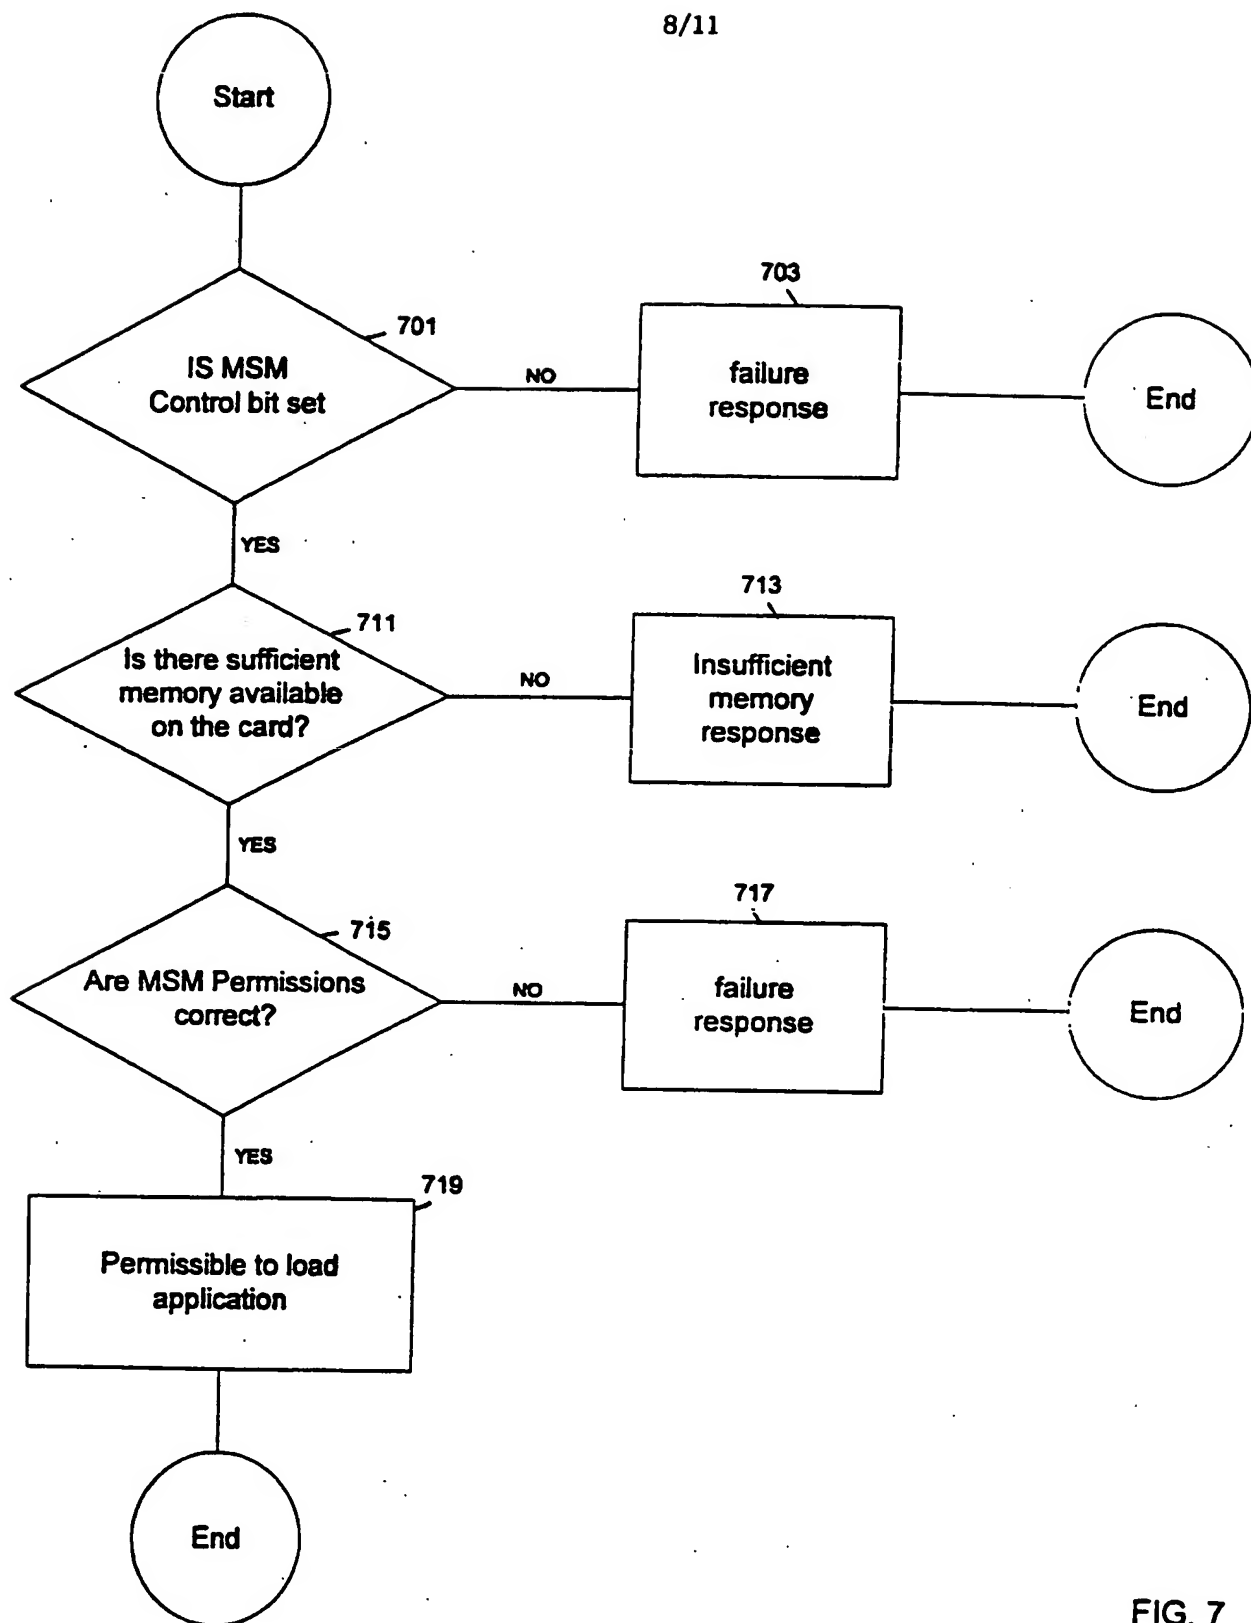 8/11
Start
701
IS MSM
Control bit set
NO
703
failure
response
End
YES
711
Is there sufficient
memory available
on the card?
NO
713
Insufficient
memory
response
End
YES
715
Are MSM Permissions
correct?
NO
717
failure
response
End
YES
719
Permissible to load
application
End
FIG. 7